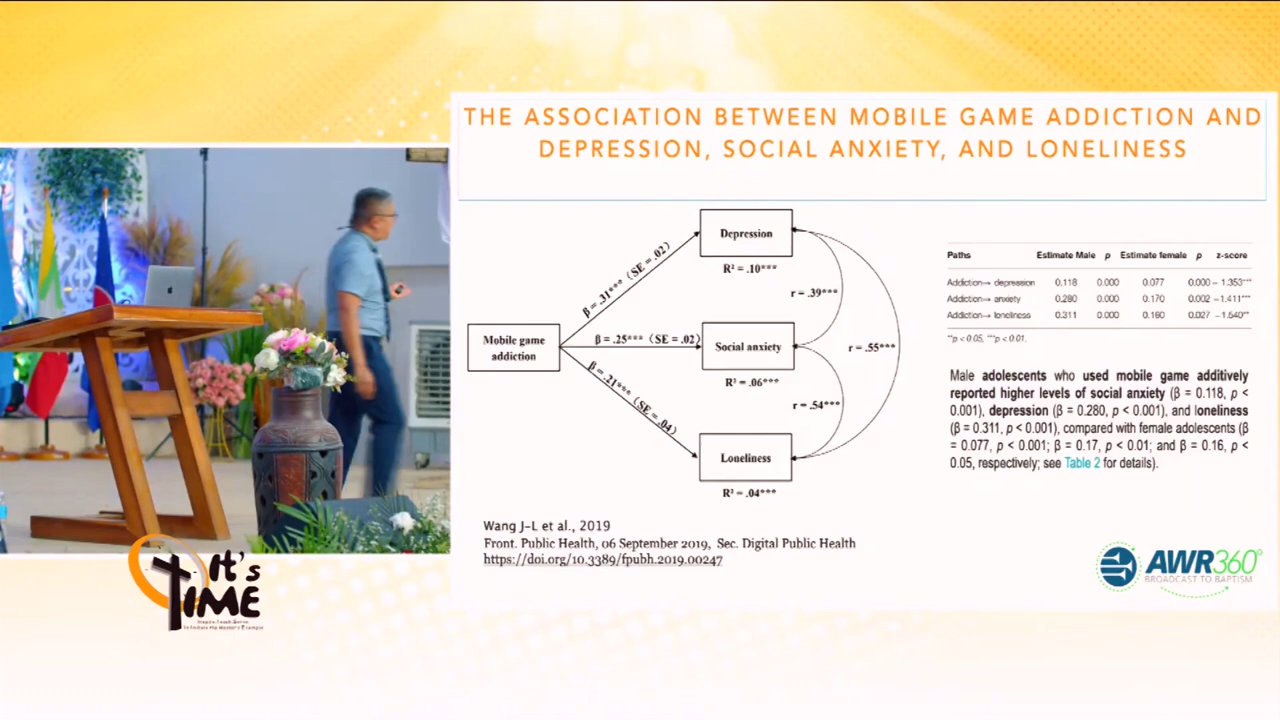 THE ASSOCIATION BETWEEN MOBILE GAME ADDICTION AND
DEPRESSION, SOCIAL ANXIETY, AND LONELINESS
Mobile game
addiction
β = .31*** (SE = .02)
β = .25*** (SE = .02)
β = .21*** (SE = .04)
Depression
R² = .10***
Social anxiety
R² = .06***
Loneliness
R² = .04***
r = .39***
r = .55***
r = .54***
Paths Estimate Male p Estimate female p z-score
Addiction→ depression 0.118 0.000 0.077 0.000 – 1.353***
Addiction→ anxiety 0.280 0.000 0.170 0.002 –1.411***
Addiction→ loneliness 0.311 0.000 0.160 0.027 –1.640**
**p < 0.05, ***p < 0.01.
Male adolescents who used mobile game additively
reported higher levels of social anxiety (β = 0.118, p <
0.001), depression (β = 0.280, p < 0.001), and loneliness
(β = 0.311, p < 0.001), compared with female adolescents (β
= 0.077, p < 0.001; β = 0.17, p < 0.01; and β = 0.16, p <
0.05, respectively; see Table 2 for details).
Wang J-L et al., 2019
Front. Public Health, 06 September 2019, Sec. Digital Public Health
https://doi.org/10.3389/fpubh.2019.00247
It's
TIME
AWR360°
BROADCAST TO BAPTISM